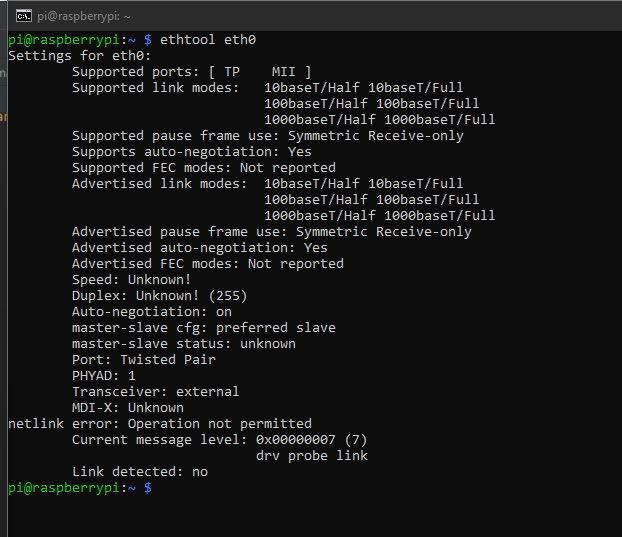 pi@raspberrypi: ~
pi@raspberrypi:~ $ ethtool eth0
Settings for eth0:
        Supported ports: [ TP    MII ]
        Supported link modes:   10baseT/Half 10baseT/Full
                                100baseT/Half 100baseT/Full
                                1000baseT/Half 1000baseT/Full
        Supported pause frame use: Symmetric Receive-only
        Supports auto-negotiation: Yes
        Supported FEC modes: Not reported
        Advertised link modes:  10baseT/Half 10baseT/Full
                                100baseT/Half 100baseT/Full
                                1000baseT/Half 1000baseT/Full
        Advertised pause frame use: Symmetric Receive-only
        Advertised auto-negotiation: Yes
        Advertised FEC modes: Not reported
        Speed: Unknown!
        Duplex: Unknown! (255)
        Auto-negotiation: on
        master-slave cfg: preferred slave
        master-slave status: unknown
        Port: Twisted Pair
        PHYAD: 1
        Transceiver: external
        MDI-X: Unknown
netlink error: Operation not permitted
        Current message level: 0x00000007 (7)
                               drv probe link
        Link detected: no
pi@raspberrypi:~ $